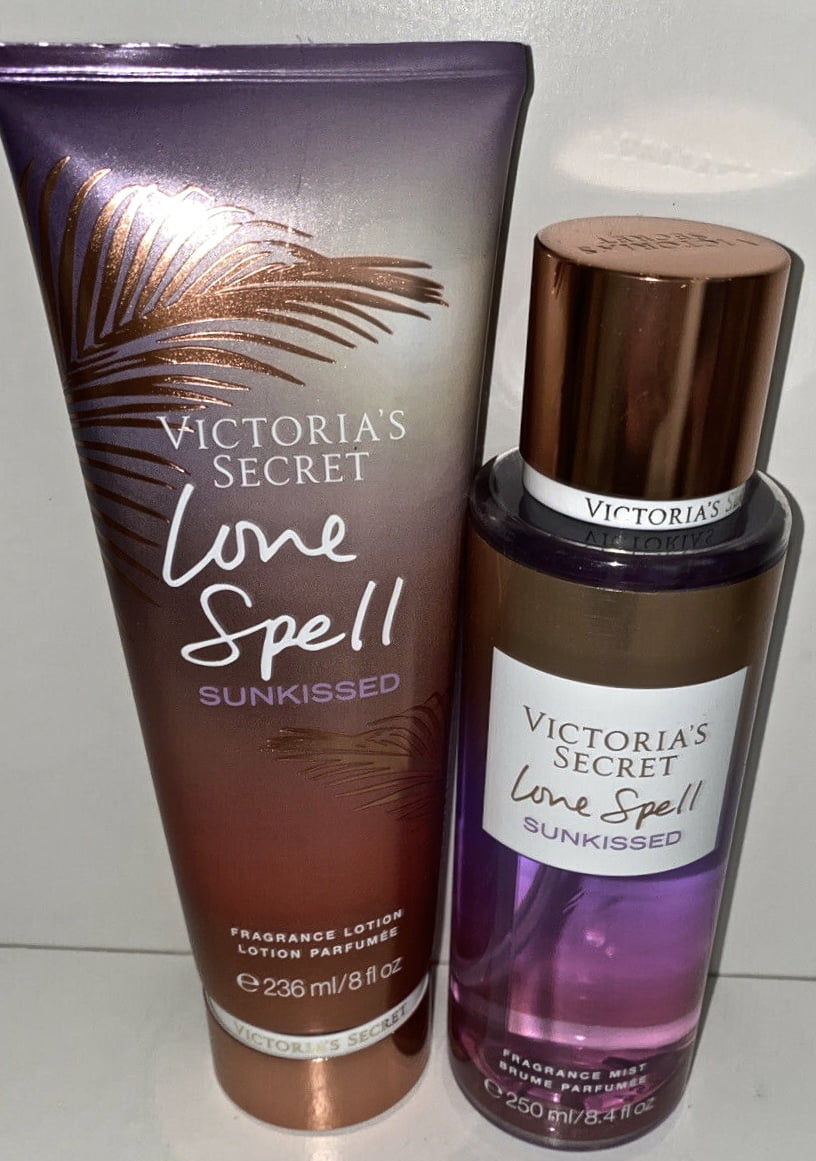 VICTORIA'S
SECRET
Love
Spell
SUNKISSED
FRAGRANCE LOTION
LOTION PARFUMÉE
℮ 236 ml/8 fl oz
VICTORIA'S SECRET
VICTORIA'S
VICTORIA'S
SECRET
Love Spell
SUNKISSED
FRAGRANCE MIST
BRUME PARFUMÉE
℮ 250 ml/8.4 fl oz